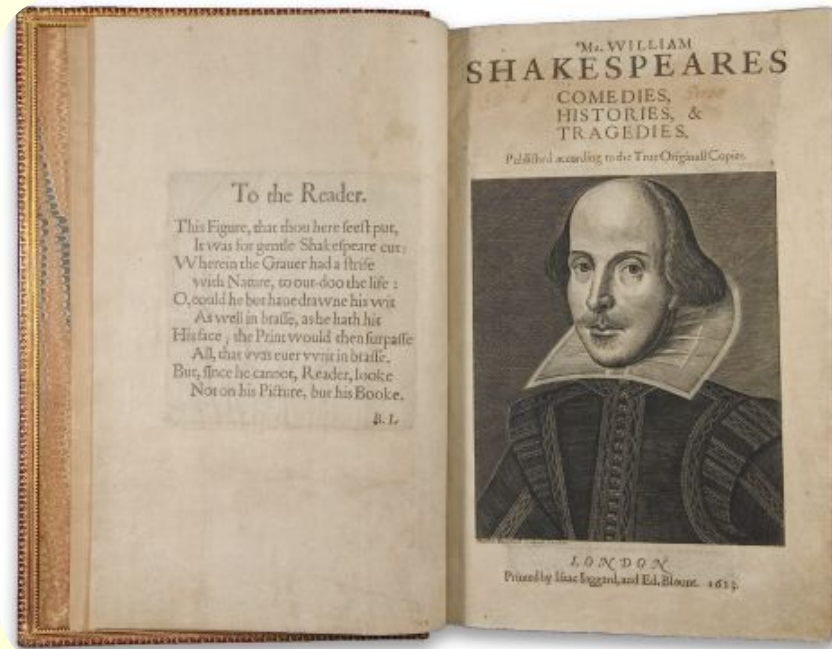 To the Reader.
This Figure, that thou here seeſt put,
It was for gentle Shakeſpeare cut;
Wherein the Grauer had a ſtrife
with Nature, to out-doo the life :
O, could he but haue drawne his wit
As well in braſſe, as he hath hit
His face ; the Print would then ſurpaſſe
All, that vvas euer vvrit in braſſe.
But, ſince he cannot, Reader, looke
Not on his Picture, but his Booke.
B. I.
Mr. WILLIAM
SHAKESPEARES
COMEDIES,
HISTORIES, &
TRAGEDIES.
Publiſhed according to the True Originall Copies.
LONDON
Printed by Iſaac Iaggard, and Ed. Blount. 1623.